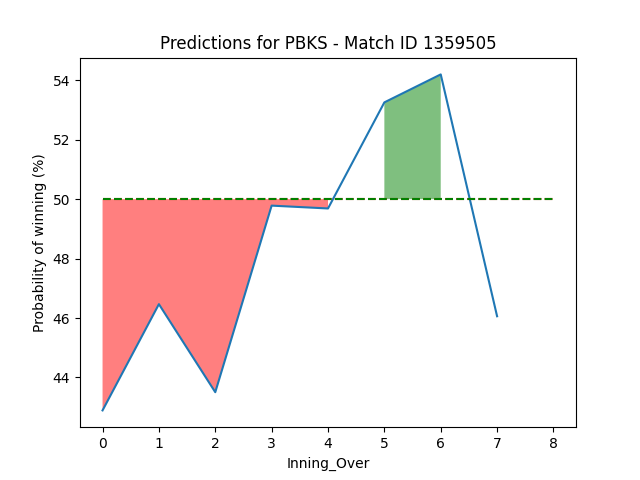 Predictions for PBKS - Match ID 1359505
Probability of winning (%)
54
52
50
48
46
44
0 1 2 3 4 5 6 7 8
Inning_Over